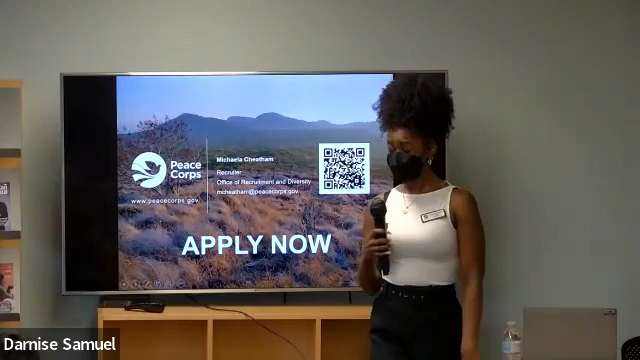 Peace
Corps
www.peacecorps.gov
Michaela Cheatham
Recruiter
Office of Recruitment and Diversity
mcheatham@peacecorps.gov
APPLY NOW
Darnise Samuel